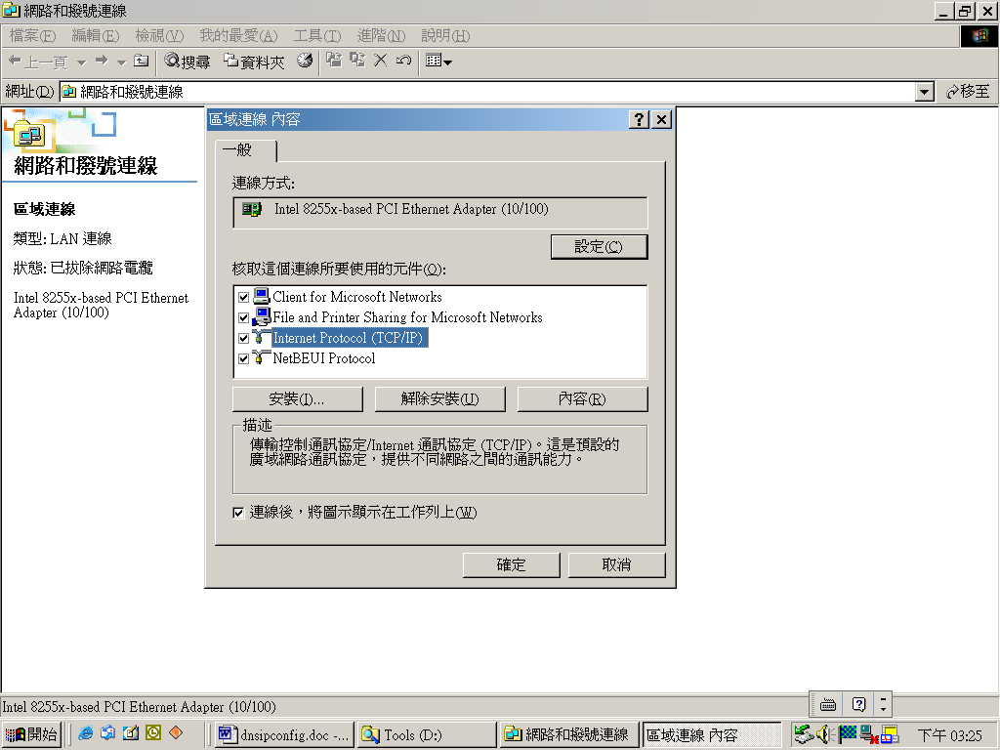 網路和撥號連線
檔案(F) 編輯(E) 檢視(V) 我的最愛(A) 工具(T) 進階(N) 說明(H)
上一頁 搜尋 資料夾
網址(D) 網路和撥號連線 移至
網路和撥號連線
區域連線
類型: LAN 連線
狀態: 已拔除網路電纜
Intel 8255x-based PCI Ethernet
Adapter (10/100)
區域連線 內容
一般
連線方式:
Intel 8255x-based PCI Ethernet Adapter (10/100)
設定(C)
核取這個連線所要使用的元件(O):
Client for Microsoft Networks
File and Printer Sharing for Microsoft Networks
Internet Protocol (TCP/IP)
NetBEUI Protocol
安裝(I)... 解除安裝(U) 內容(R)
描述
傳輸控制通訊協定/Internet 通訊協定 (TCP/IP)。這是預設的
廣域網路通訊協定，提供不同網路之間的通訊能力。
連線後，將圖示顯示在工作列上(W)
確定 取消
Intel 8255x-based PCI Ethernet Adapter (10/100)
開始 dnsipconfig.doc -... Tools (D:) 網路和撥號連線 區域連線 內容 下午 03:25